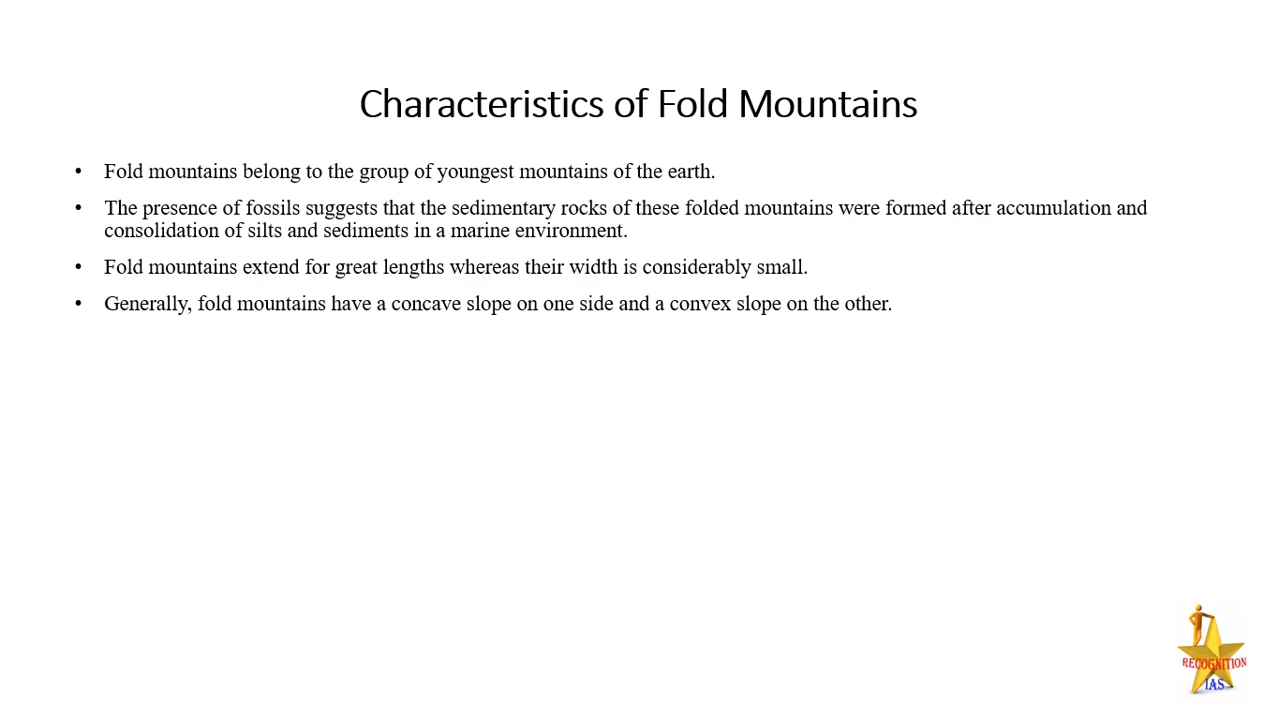 Characteristics of Fold Mountains
• Fold mountains belong to the group of youngest mountains of the earth.
• The presence of fossils suggests that the sedimentary rocks of these folded mountains were formed after accumulation and
consolidation of silts and sediments in a marine environment.
• Fold mountains extend for great lengths whereas their width is considerably small.
• Generally, fold mountains have a concave slope on one side and a convex slope on the other.
RECOGNITION
IAS